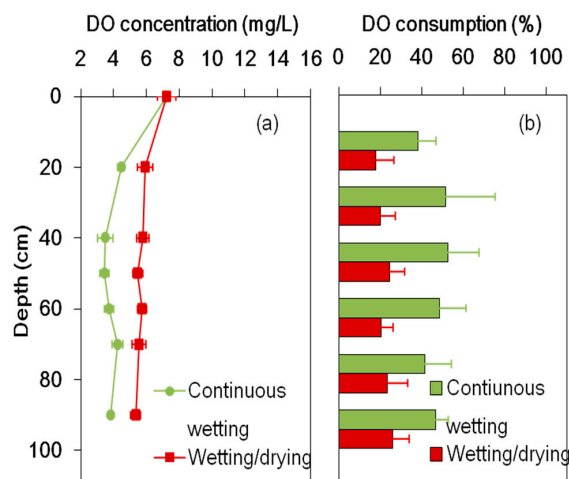 DO concentration (mg/L)
2 4 6 8 10 12 14 16
DO consumption (%)
0 20 40 60 80 100
Depth (cm)
0
20
40
60
80
100
(a)
Continuous
wetting
Wetting/drying
(b)
Contiunous
wetting
Wetting/drying